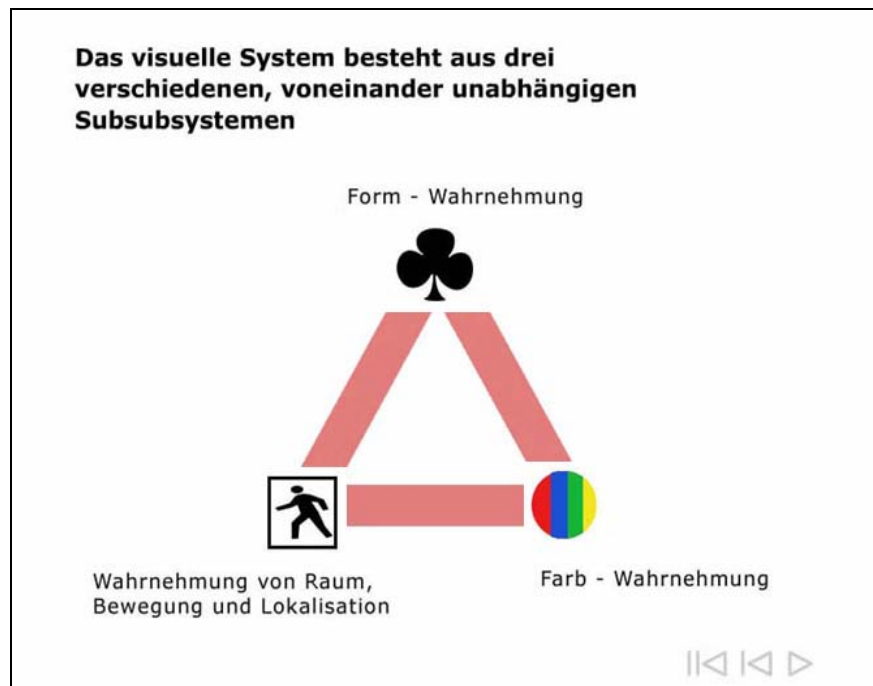 Das visuelle System besteht aus drei
verschiedenen, voneinander unabhängigen
Subsubsystemen
Form - Wahrnehmung
Wahrnehmung von Raum,
Bewegung und Lokalisation
Farb - Wahrnehmung